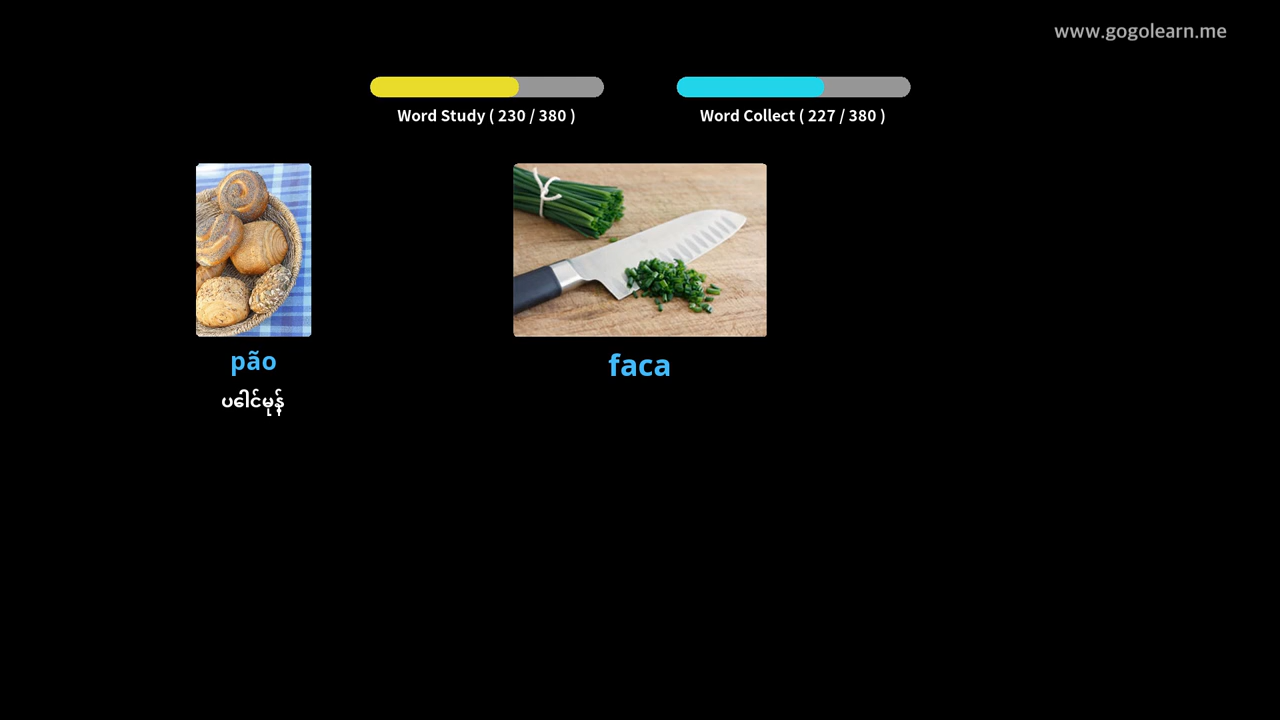 www.gogolearn.me
Word Study ( 230 / 380 )
Word Collect ( 227 / 380 )
pão
ပေါင်မုန့်
faca